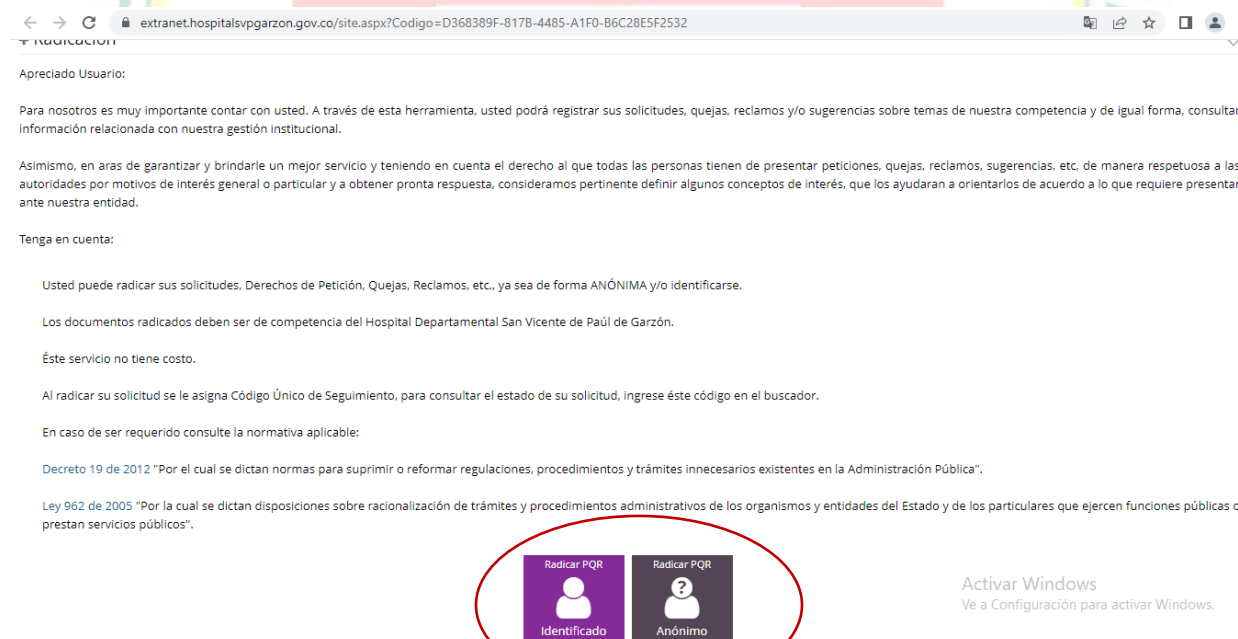 extranet.hospitalsvpgarzon.gov.co/site.aspx?Codigo=D368389F-817B-4485-A1F0-B6C28E5F2532
Radicación
Apreciado Usuario:
Para nosotros es muy importante contar con usted. A través de esta herramienta, usted podrá registrar sus solicitudes, quejas, reclamos y/o sugerencias sobre temas de nuestra competencia y de igual forma, consultar
información relacionada con nuestra gestión institucional.
Asimismo, en aras de garantizar y brindarle un mejor servicio y teniendo en cuenta el derecho al que todas las personas tienen de presentar peticiones, quejas, reclamos, sugerencias, etc, de manera respetuosa a las
autoridades por motivos de interés general o particular y a obtener pronta respuesta, consideramos pertinente definir algunos conceptos de interés, que los ayudaran a orientarlos de acuerdo a lo que requiere presentar
ante nuestra entidad.
Tenga en cuenta:
Usted puede radicar sus solicitudes, Derechos de Petición, Quejas, Reclamos, etc., ya sea de forma ANÓNIMA y/o identificarse.
Los documentos radicados deben ser de competencia del Hospital Departamental San Vicente de Paúl de Garzón.
Éste servicio no tiene costo.
Al radicar su solicitud se le asigna Código Único de Seguimiento, para consultar el estado de su solicitud, ingrese éste código en el buscador.
En caso de ser requerido consulte la normativa aplicable:
Decreto 19 de 2012 "Por el cual se dictan normas para suprimir o reformar regulaciones, procedimientos y trámites innecesarios existentes en la Administración Pública".
Ley 962 de 2005 "Por la cual se dictan disposiciones sobre racionalización de trámites y procedimientos administrativos de los organismos y entidades del Estado y de los particulares que ejercen funciones públicas o
prestan servicios públicos".
Radicar PQR Radicar PQR
?
Identificado Anónimo
Activar Windows
Ve a Configuración para activar Windows.